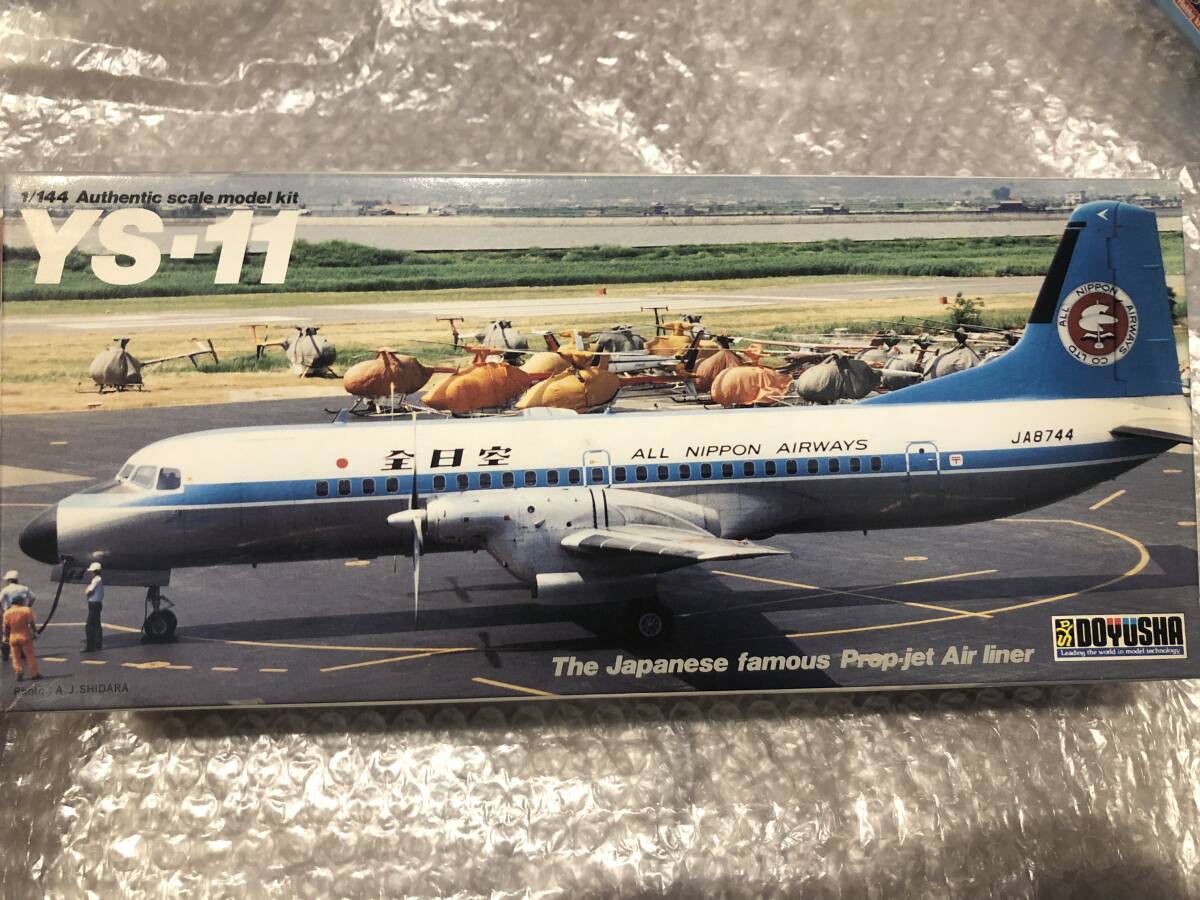 1/144 Authentic scale model kit
YS-11
ALL NIPPON AIRWAYS CO LTD
全日空
ALL NIPPON AIRWAYS
JA8744
〒
DOYUSHA
Leading the world in model technology.
The Japanese famous Prop-jet Air liner
Photo: A.J.SHIDARA